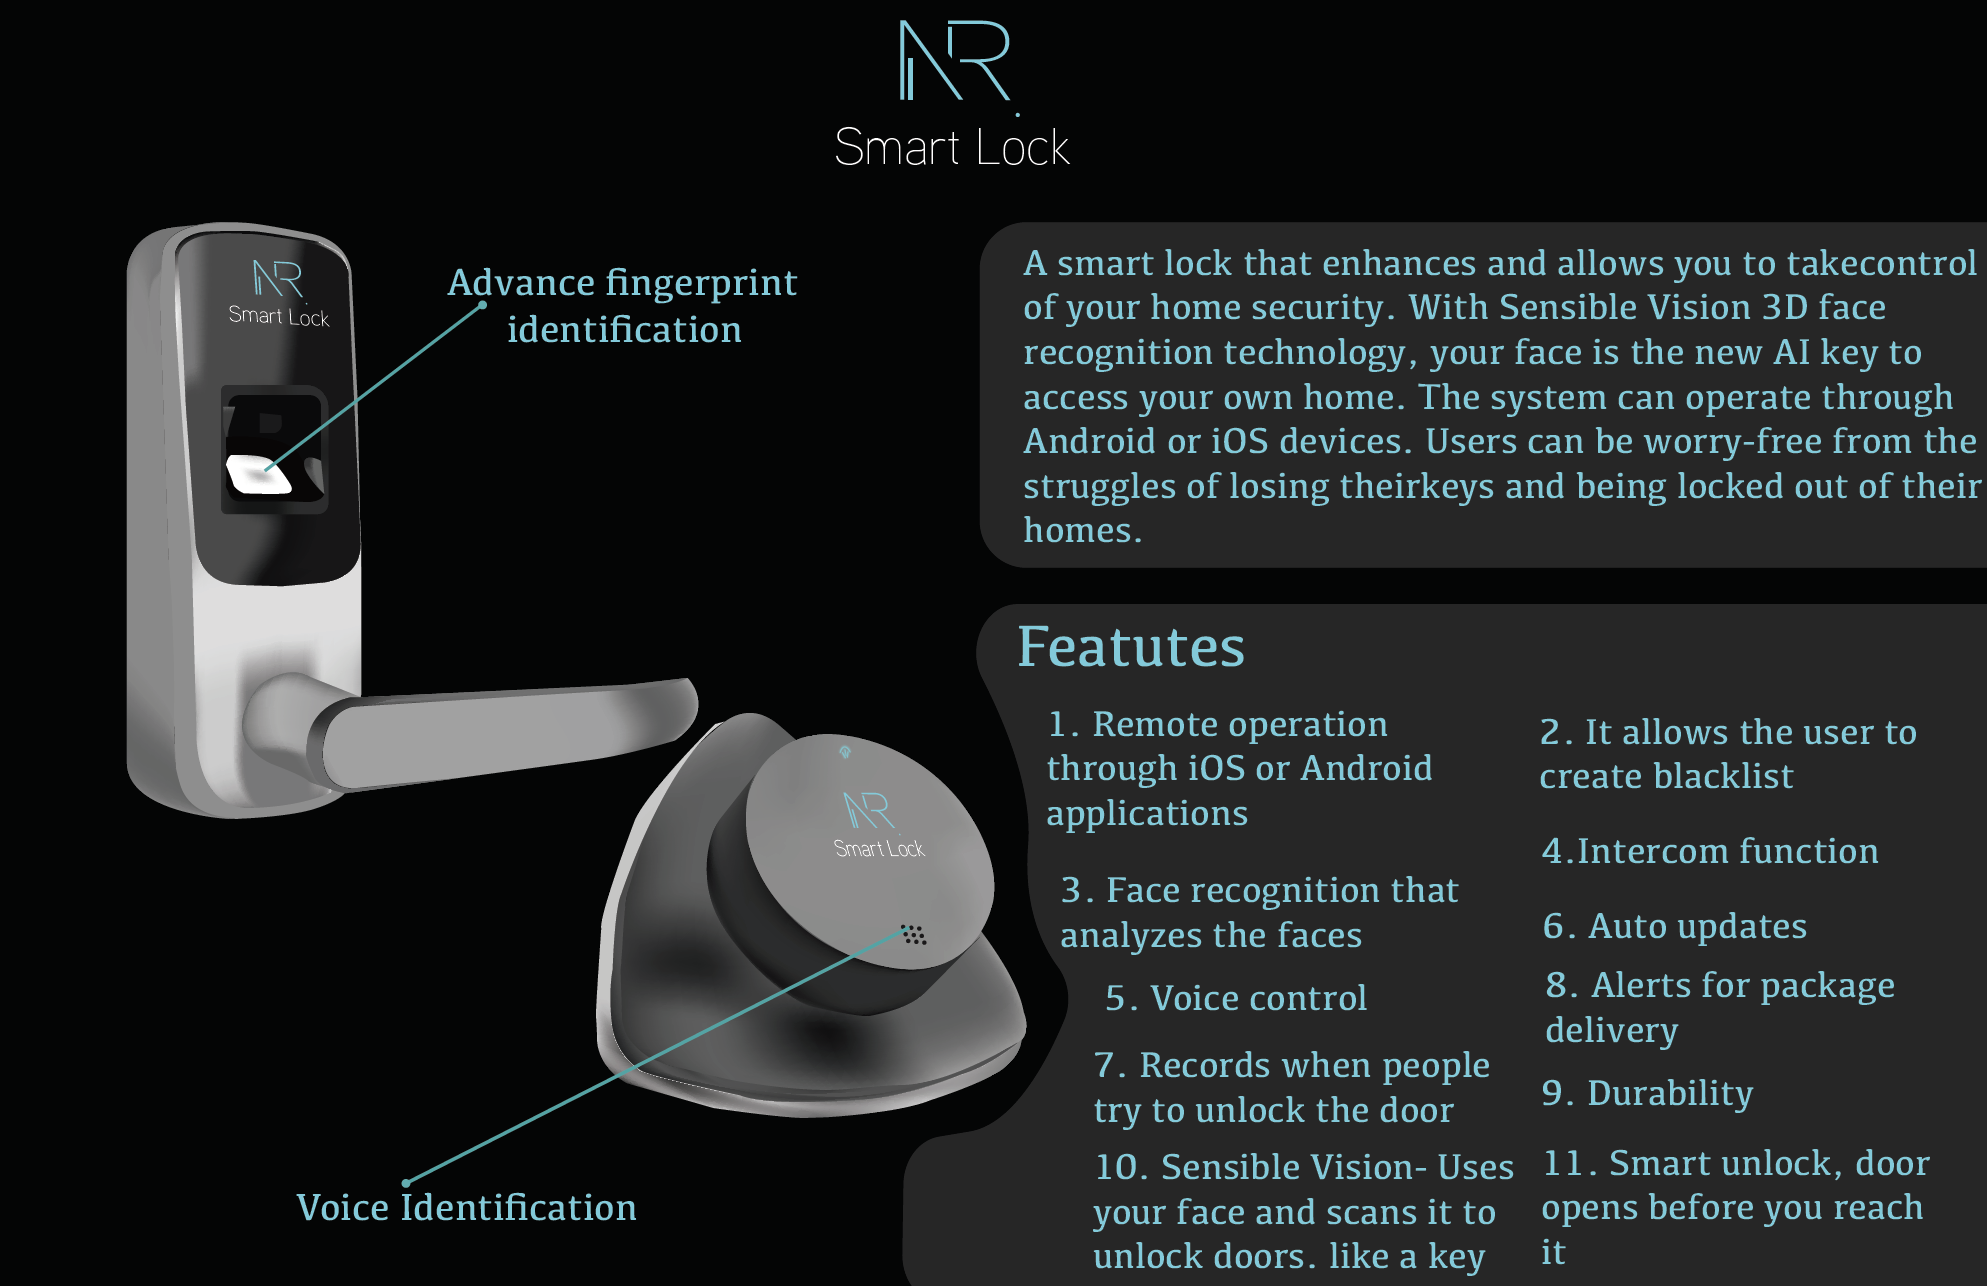 NR.
Smart Lock
NR.
Smart Lock
Advance fingerprint
identification
A smart lock that enhances and allows you to takecontrol
of your home security. With Sensible Vision 3D face
recognition technology, your face is the new AI key to
access your own home. The system can operate through
Android or iOS devices. Users can be worry-free from the
struggles of losing theirkeys and being locked out of their
homes.
Featutes
1. Remote operation
through iOS or Android
applications
2. It allows the user to
create blacklist
3. Face recognition that
analyzes the faces
4.Intercom function
5. Voice control
6. Auto updates
7. Records when people
try to unlock the door
8. Alerts for package
delivery
9. Durability
10. Sensible Vision- Uses
your face and scans it to
unlock doors. like a key
11. Smart unlock, door
opens before you reach
it
NR.
Smart Lock
Voice Identification